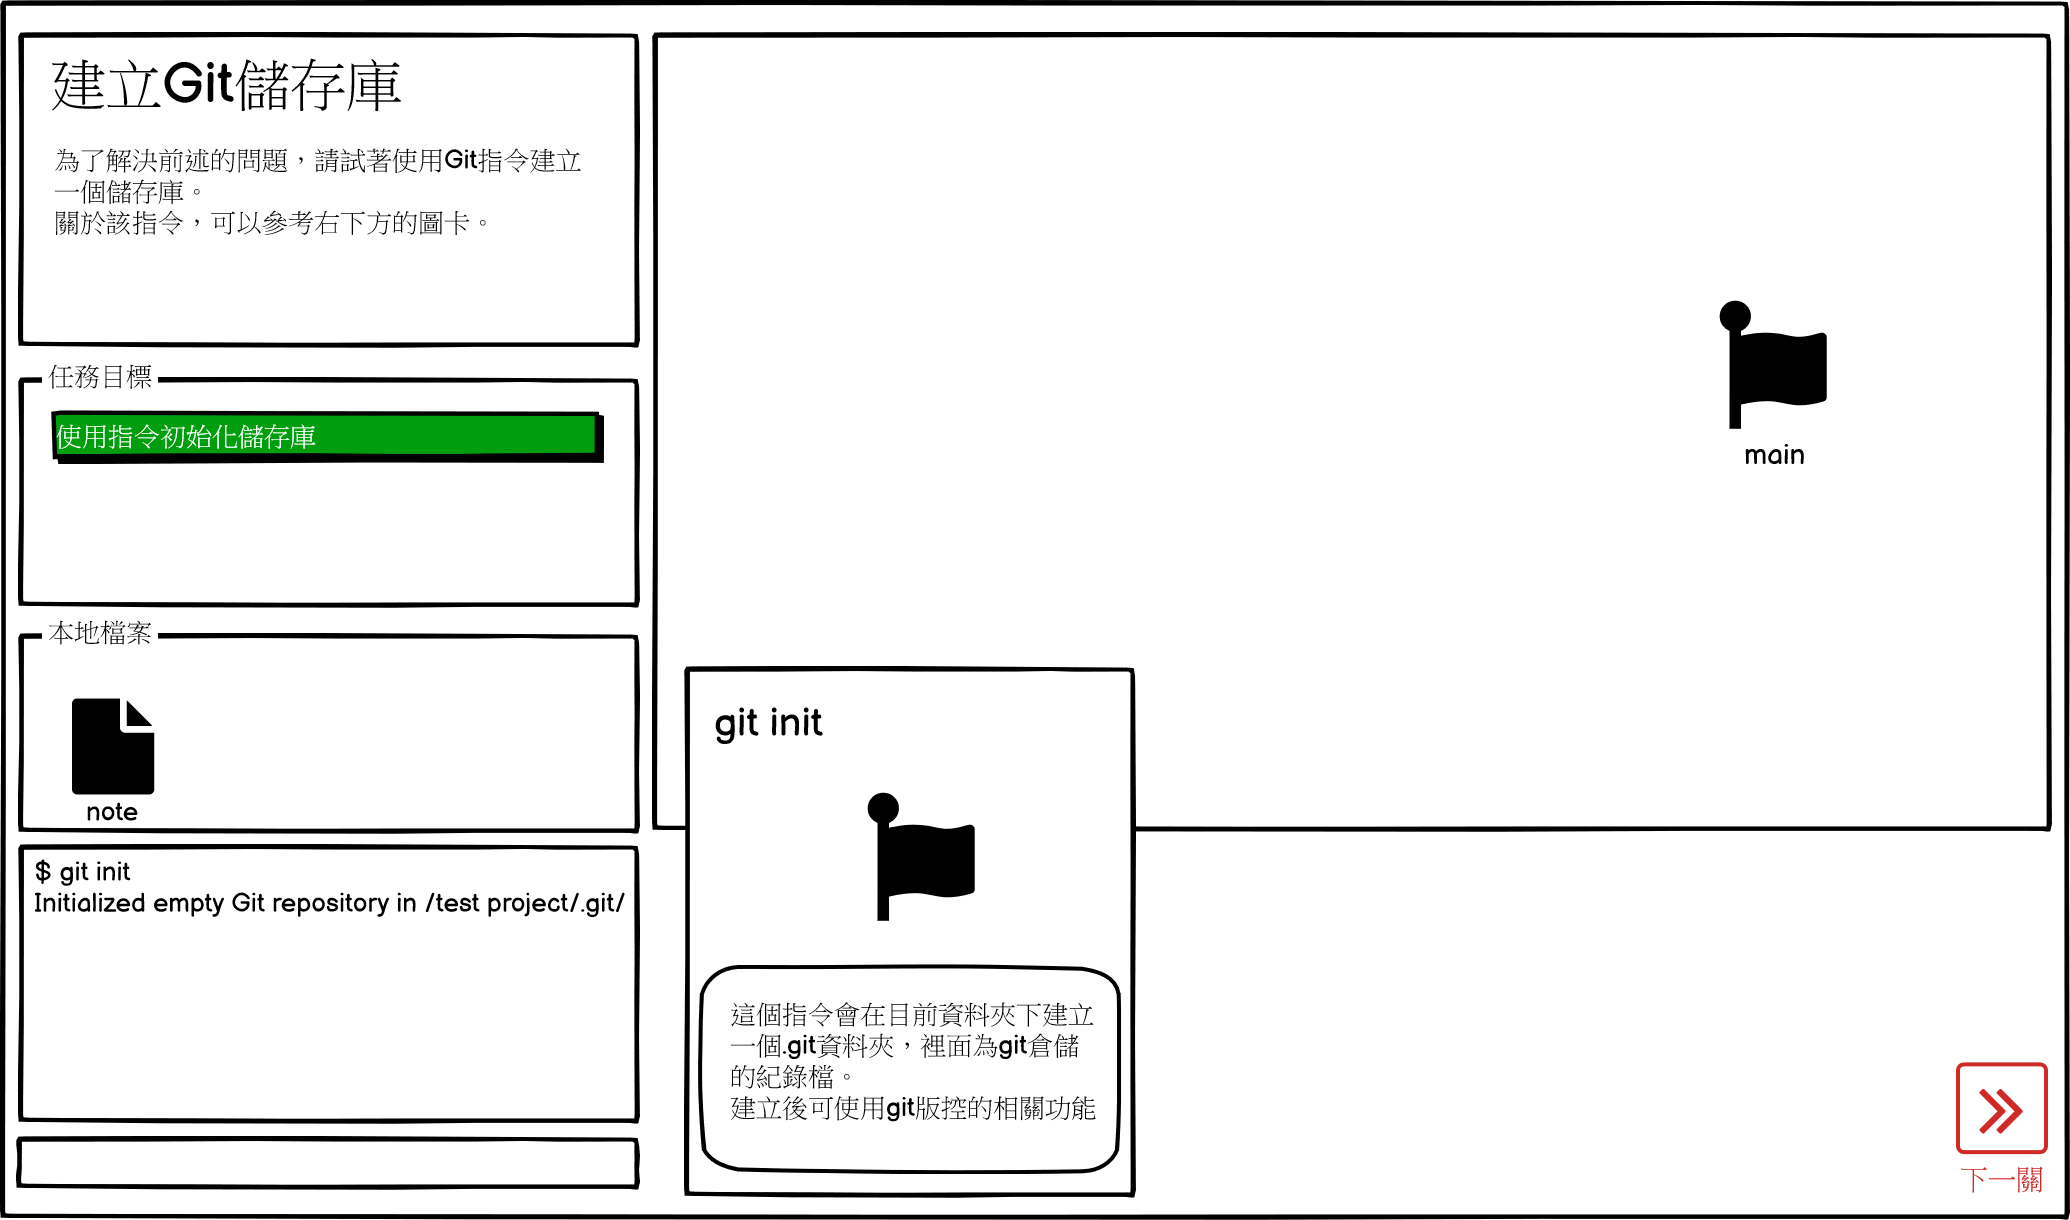 建立Git儲存庫
為了解決前述的問題，請試著使用Git指令建立
一個儲存庫。
關於該指令，可以參考右下方的圖卡。
任務目標
使用指令初始化儲存庫
本地檔案
note
$ git init
Initialized empty Git repository in /test project/.git/
main
git init
這個指令會在目前資料夾下建立
一個.git資料夾，裡面為git倉儲
的紀錄檔。
建立後可使用git版控的相關功能
下一關